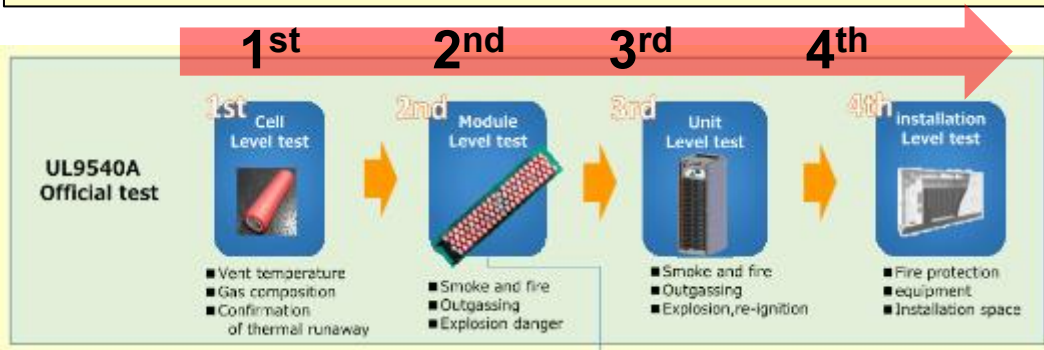 1st 2nd 3rd 4th
1st
Cell
Level test
2nd
Module
Level test
3rd
Unit
Level test
4th
Installation
Level test
UL9540A
Official test
■ Vent temperature
■ Gas composition
■ Confirmation
of thermal runaway
■ Smoke and fire
■ Outgassing
■ Explosion danger
■ Smoke and fire
■ Outgassing
■ Explosion,re-ignition
■ Fire protection
■ equipment
■ Installation space